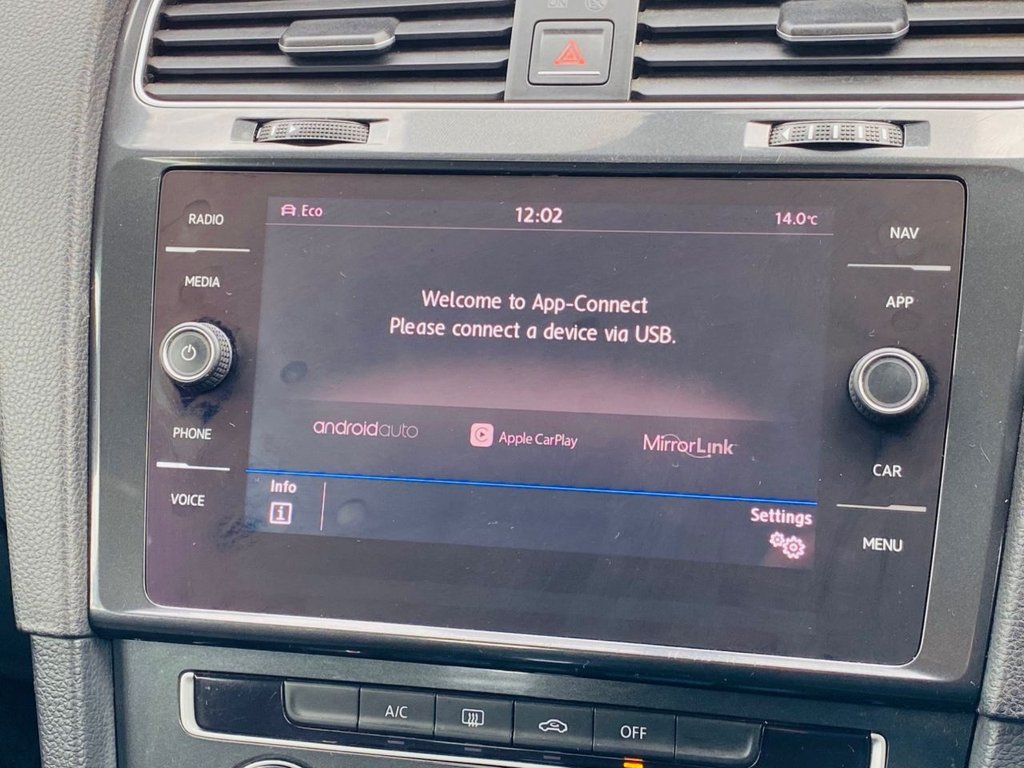 RADIO
MEDIA
PHONE
VOICE
Eco
12:02
14.0°C
Welcome to App-Connect
Please connect a device via USB.
androidauto
Apple CarPlay
MirrorLink
Info
i
Settings
NAV
APP
CAR
MENU
A/C
OFF